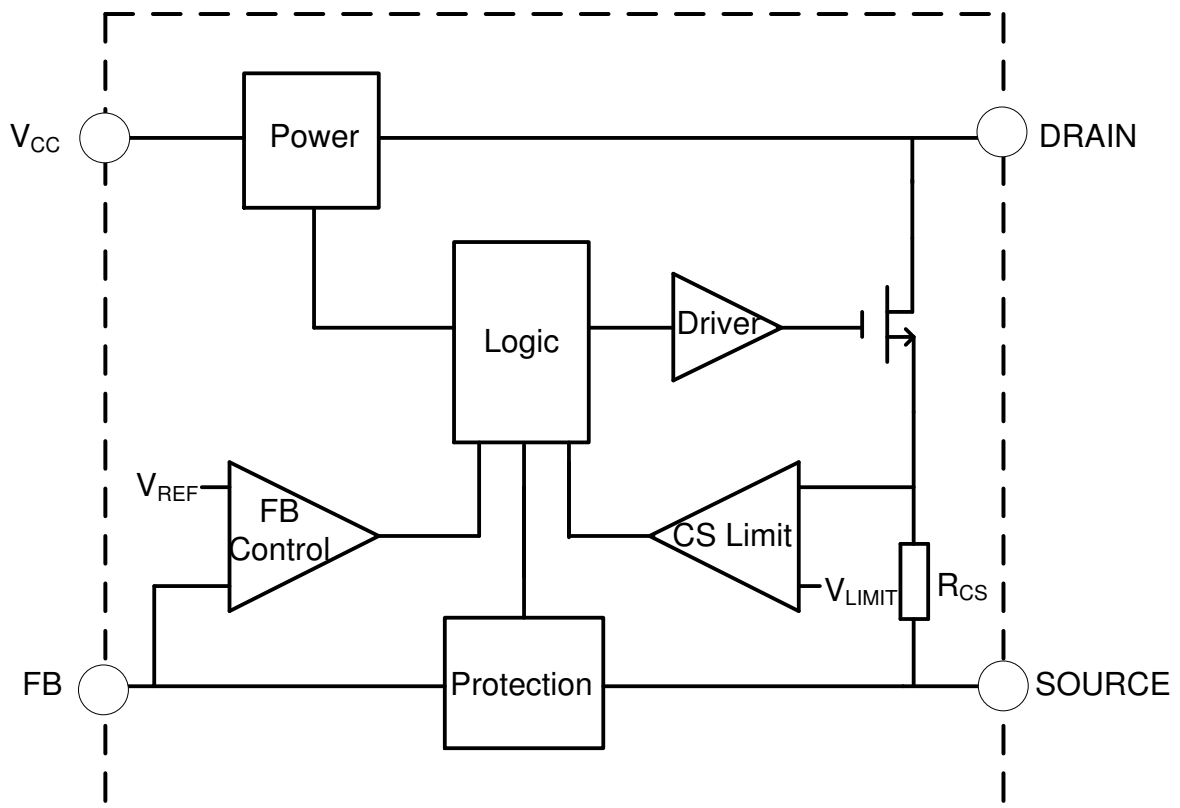 VCC
Power
DRAIN
Logic
Driver
VREF
FB
Control
CS Limit
VLIMIT
RCS
FB
Protection
SOURCE